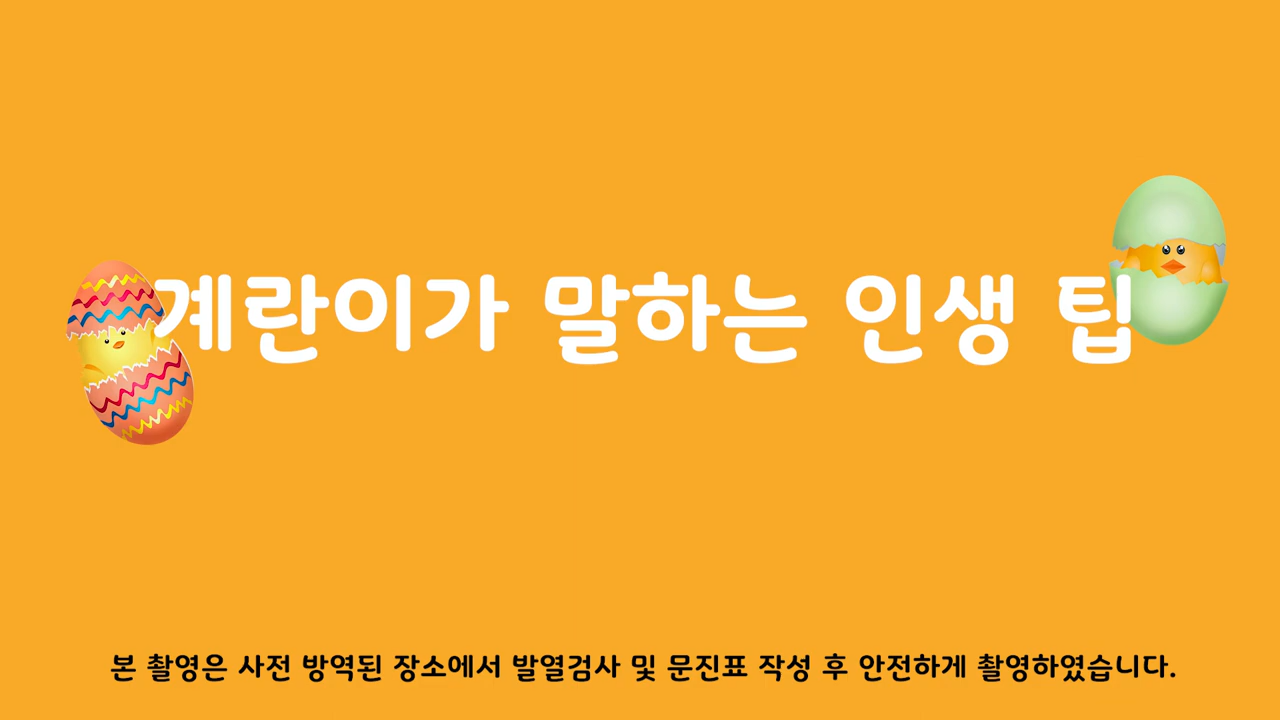 계란이가 말하는 인생 팁
본 촬영은 사전 방역된 장소에서 발열검사 및 문진표 작성 후 안전하게 촬영하였습니다.